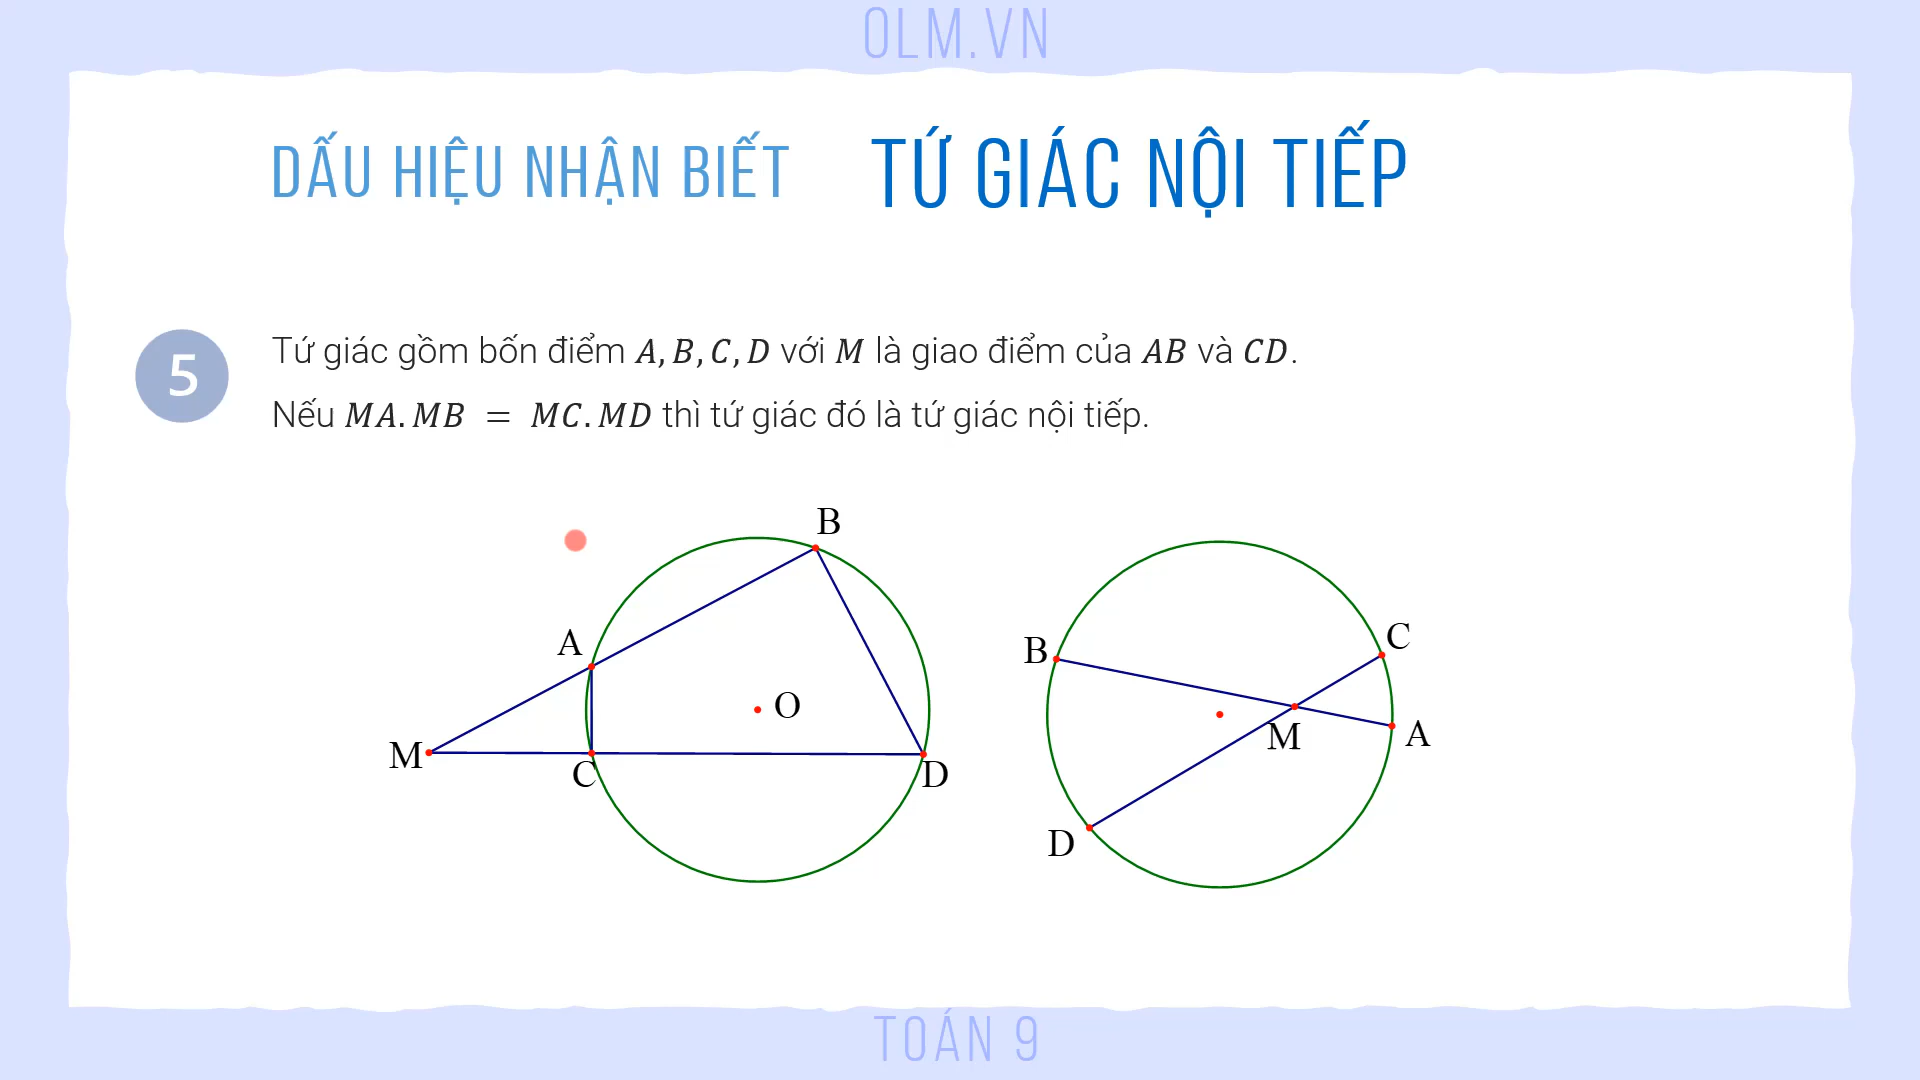 OLM.VN
DẤU HIỆU NHẬN BIẾT TỨ GIÁC NỘI TIẾP
5
Tứ giác gồm bốn điểm A, B, C, D với M là giao điểm của AB và CD.
Nếu MA. MB = MC. MD thì tứ giác đó là tứ giác nội tiếp.
B
A
O
M
C
D
B
C
M
A
D
TOÁN 9